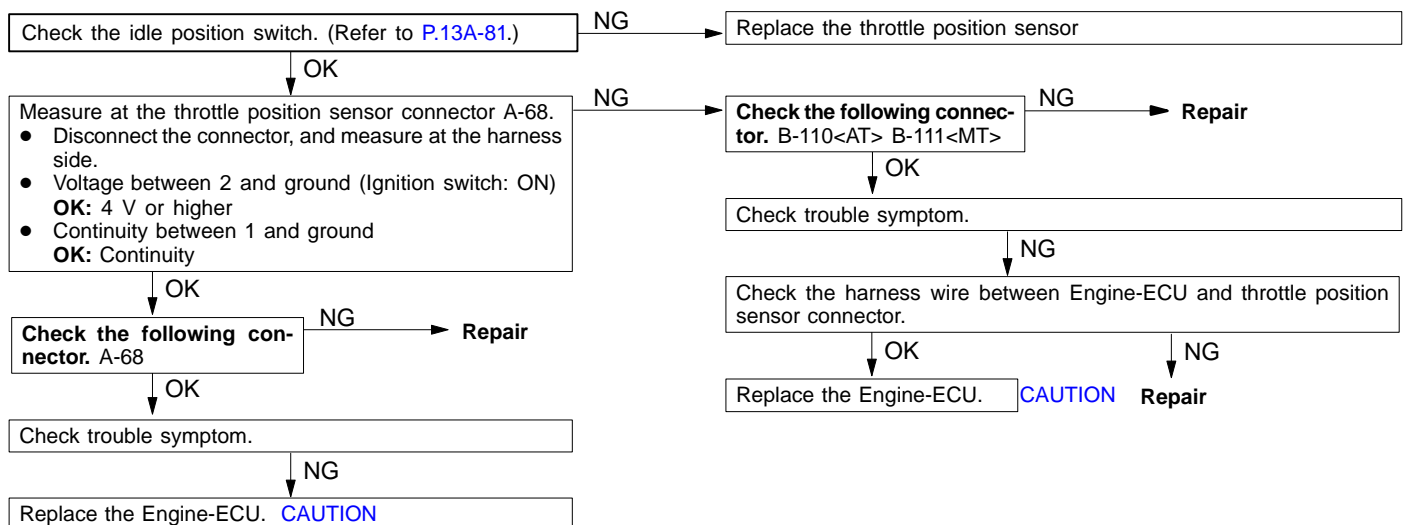 Check the idle position switch. (Refer to P.13A-81.)
NG
Replace the throttle position sensor
OK
Measure at the throttle position sensor connector A-68.
● Disconnect the connector, and measure at the harness
side.
● Voltage between 2 and ground (Ignition switch: ON)
OK: 4 V or higher
● Continuity between 1 and ground
OK: Continuity
NG
Check the following connec-
tor. B-110<AT> B-111<MT>
NG
Repair
OK
Check trouble symptom.
NG
Check the harness wire between Engine-ECU and throttle position
sensor connector.
OK
NG
Replace the Engine-ECU. CAUTION
Repair
OK
Check the following con-
nector. A-68
NG
Repair
OK
Check trouble symptom.
NG
Replace the Engine-ECU. CAUTION